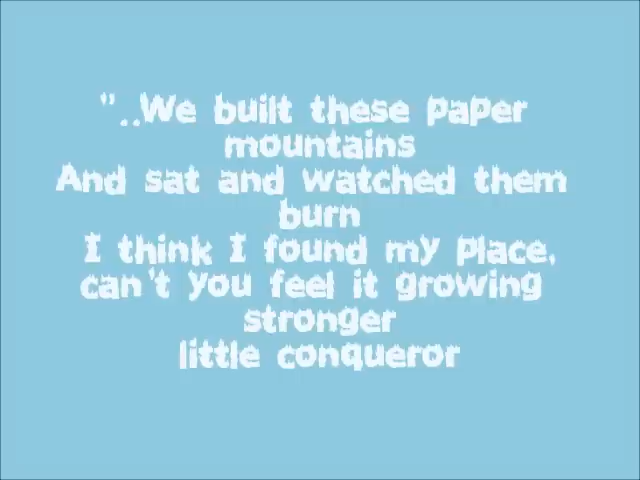 "..We built these paper
mountains
And sat and watched them
burn
I think I found my place,
can't you feel it growing
stronger
little conqueror